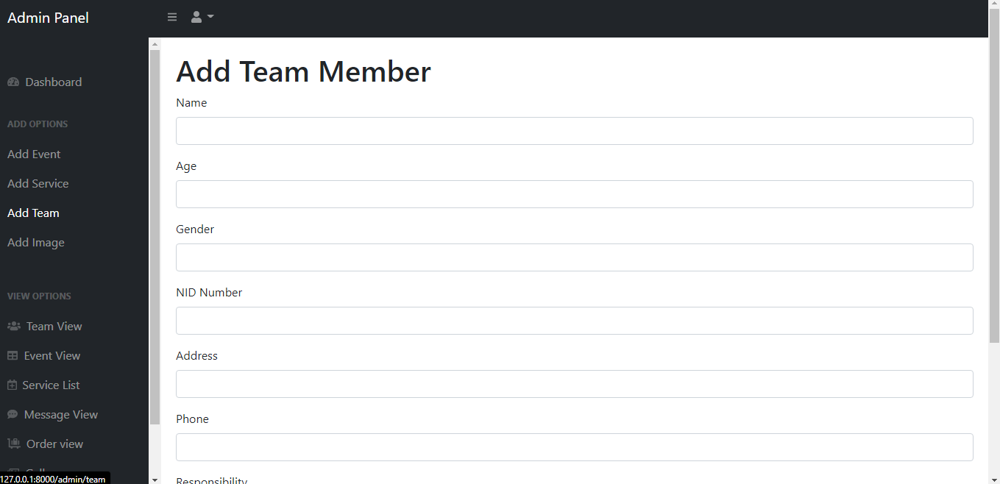 Admin Panel
Dashboard
ADD OPTIONS
Add Event
Add Service
Add Team
Add Image
VIEW OPTIONS
Team View
Event View
Service List
Message View
Order view
127.0.0.1:8000/admin/team
Add Team Member
Name
Age
Gender
NID Number
Address
Phone
Responsibility